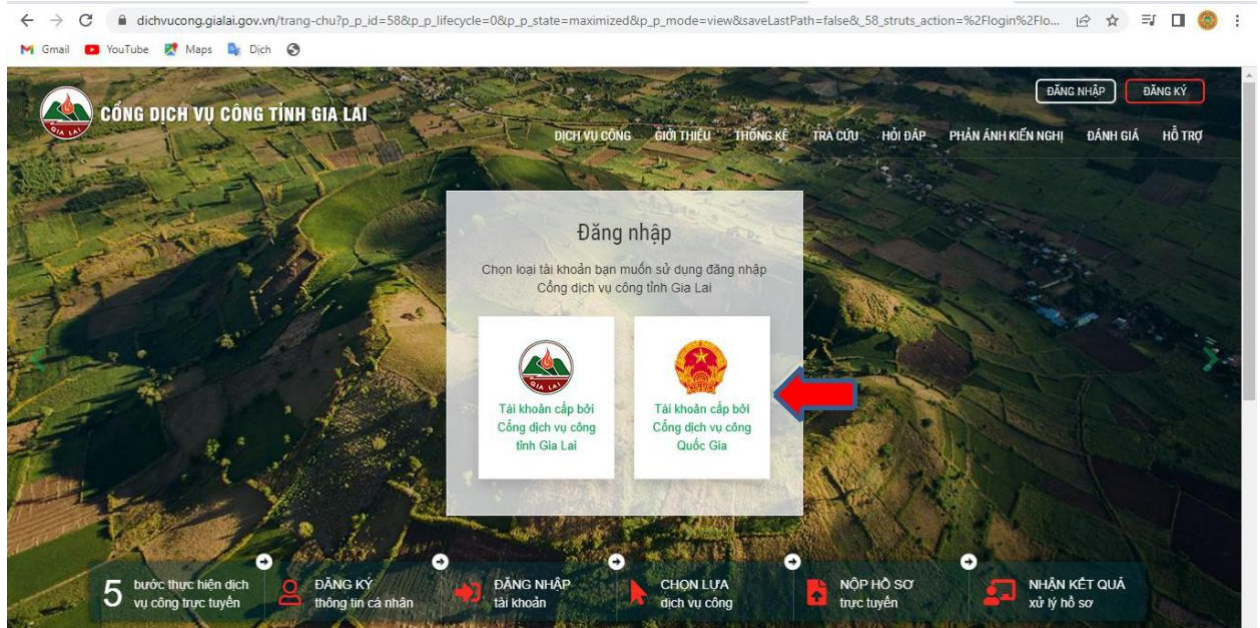 dichvucong.gialai.gov.vn/trang-chu?p_p_id=58&p_p_lifecycle=0&p_p_state=maximized&p_p_mode=view&saveLastPath=false&_58_struts_action=%2Flogin%2Flo...
Gmail YouTube Maps Dịch
CỔNG DỊCH VỤ CÔNG TỈNH GIA LAI
GIA LAI
ĐĂNG NHẬP ĐĂNG KÝ
DỊCH VỤ CÔNG GIỚI THIỆU THỐNG KÊ TRA CỨU HỎI ĐÁP PHẢN ÁNH KIẾN NGHỊ ĐÁNH GIÁ HỖ TRỢ
Đăng nhập
Chọn loại tài khoản bạn muốn sử dụng đăng nhập
Cổng dịch vụ công tỉnh Gia Lai
GIA LAI
Tài khoản cấp bởi
Cổng dịch vụ công
tỉnh Gia Lai
Tài khoản cấp bởi
Cổng dịch vụ công
Quốc Gia
5 bước thực hiện dịch
vụ công trực tuyến
ĐĂNG KÝ
thông tin cá nhân
ĐĂNG NHẬP
tài khoản
CHỌN LỰA
dịch vụ công
NỘP HỒ SƠ
trực tuyến
NHẬN KẾT QUẢ
xử lý hồ sơ